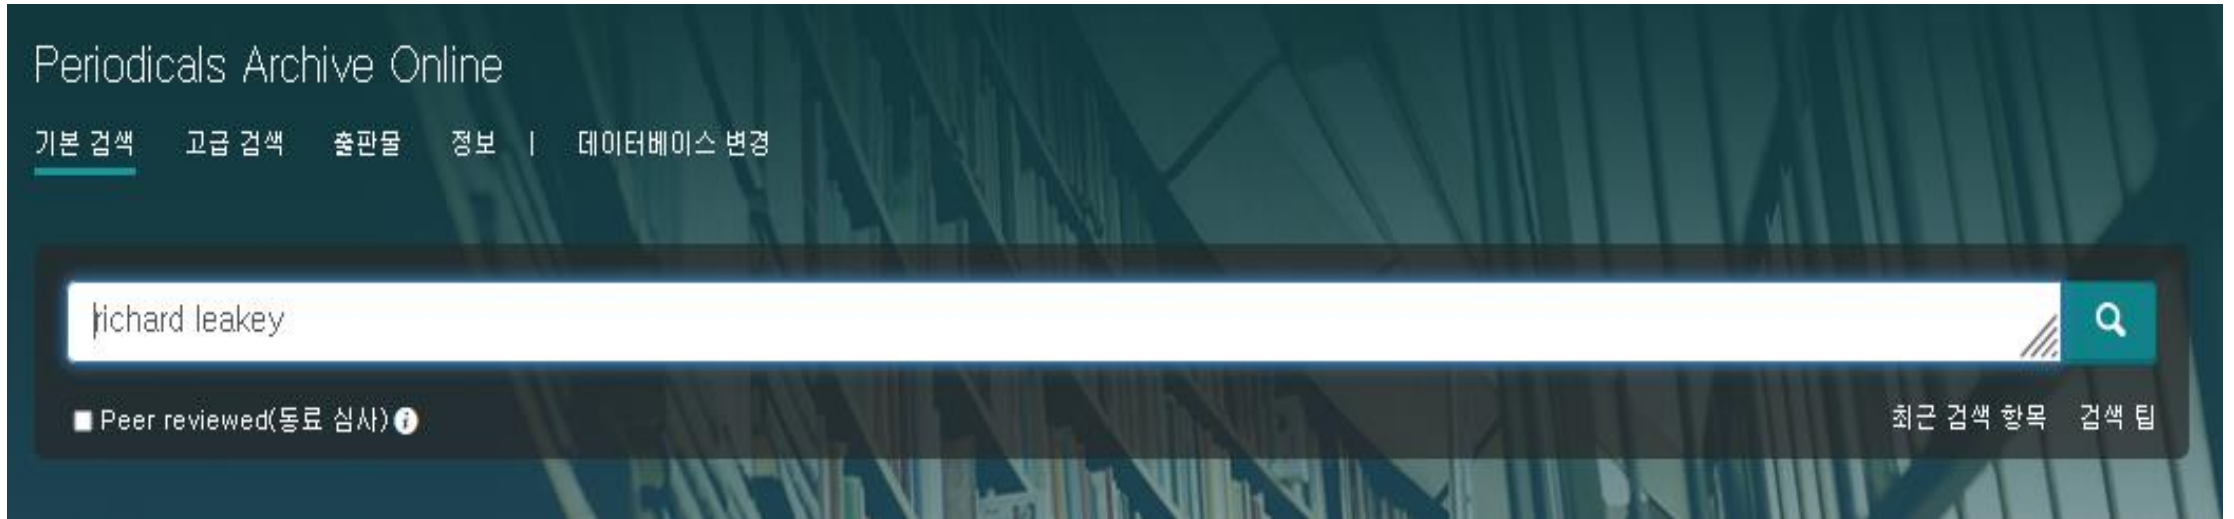 Periodicals Archive Online
기본 검색 고급 검색 출판물 정보 | 데이터베이스 변경
richard leakey
Peer reviewed(동료 심사)
최근 검색 항목 검색 팁